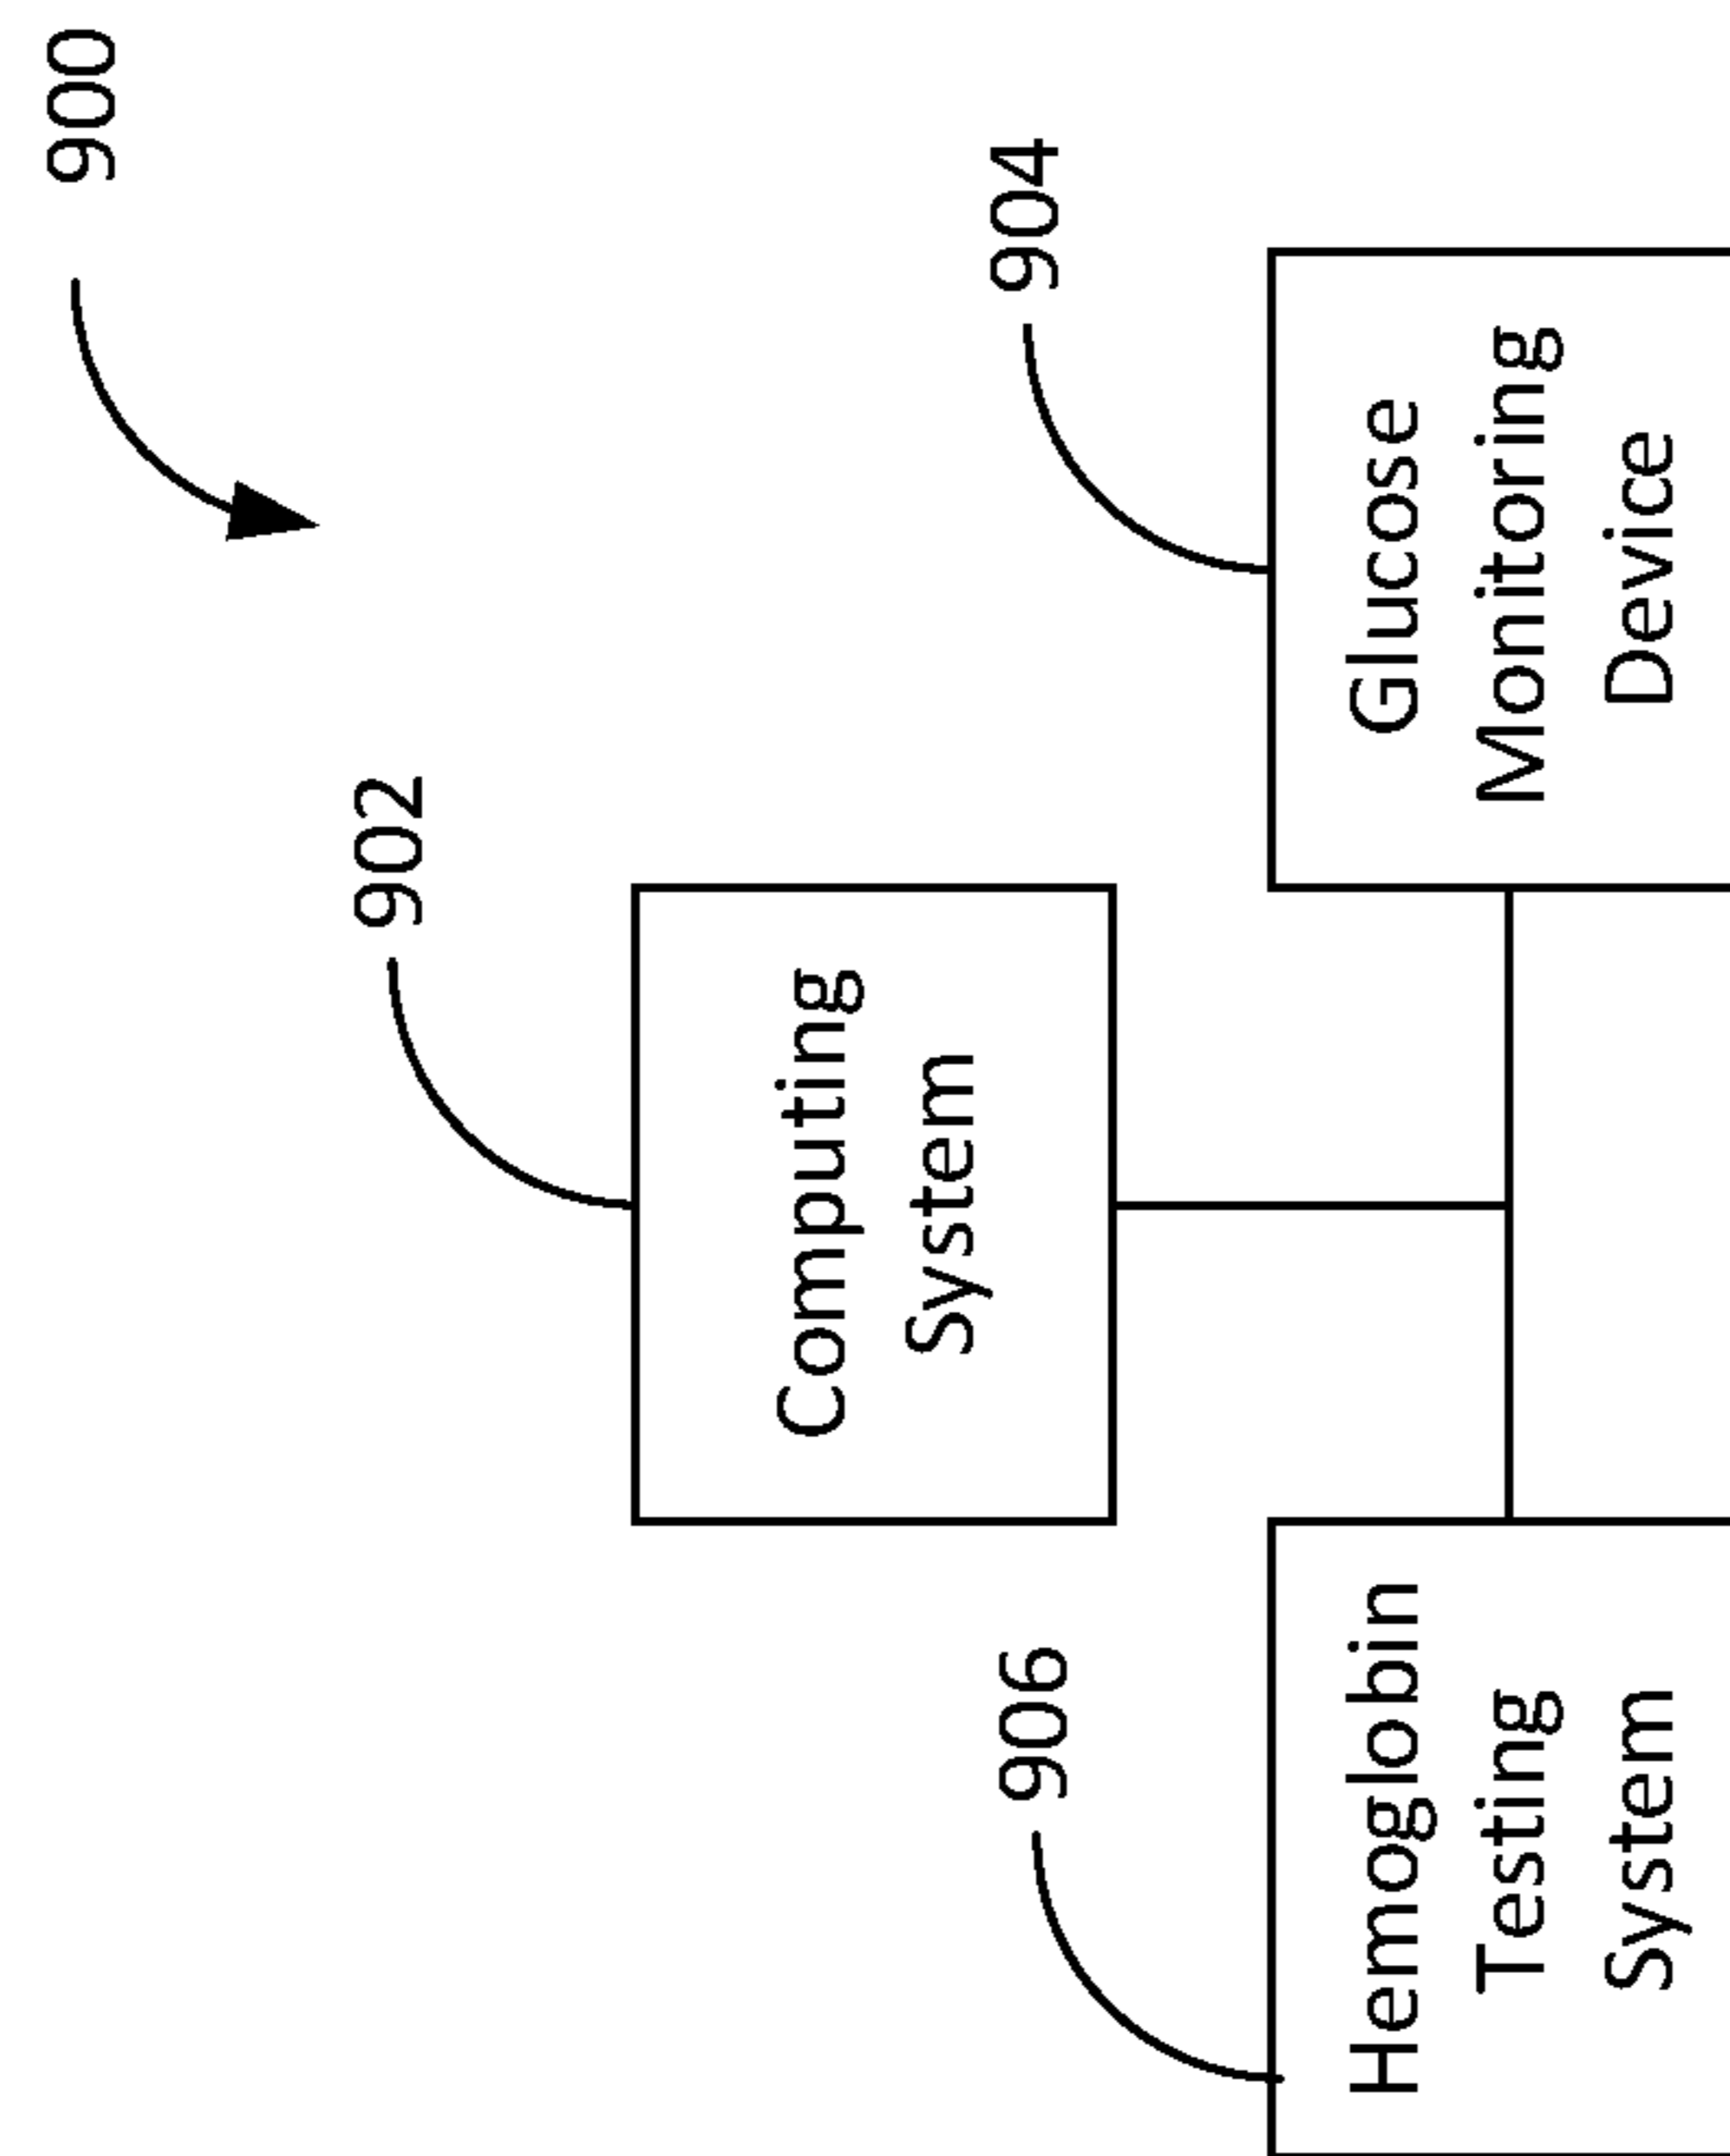 900
902
Computing
System
906
904
Hemoglobin
Testing
System
Glucose
Monitoring
Device